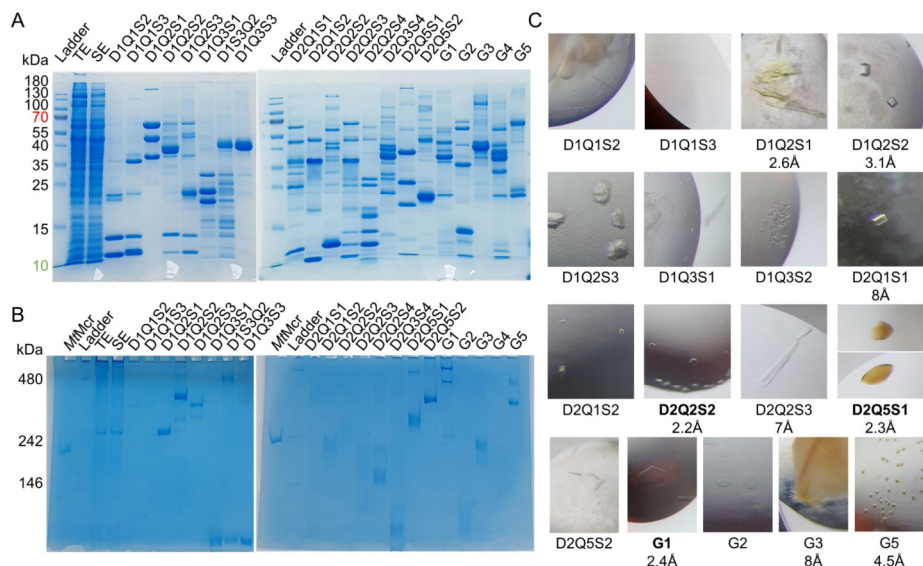 A
Ladder TE SE D1Q1S2 D1Q1S3 D1Q2S1 D1Q2S2 D1Q2S3 D1Q3S1 D1S3Q2 D1Q3S3
Ladder D2Q1S1 D2Q1S2 D2Q2S2 D2Q2S3 D2Q2S4 D2Q3S4 D2Q5S1 D2Q5S2 G1 G2 G3 G4 G5
kDa
180
130
100
70
55
40
35
25
15
10
B
MtMcr Ladder TE SE D1Q1S2 D1Q1S3 D1Q2S1 D1Q2S2 D1Q2S3 D1Q3S1 D1S3Q2 D1Q3S3
MtMcr Ladder D2Q1S1 D2Q1S2 D2Q2S2 D2Q2S3 D2Q2S4 D2Q3S4 D2Q5S1 D2Q5S2 G1 G2 G3 G4 G5
kDa
480
242
146
C
D1Q1S2 D1Q1S3 D1Q2S1 D1Q2S2
2.6Å 3.1Å
D1Q2S3 D1Q3S1 D1Q3S2 D2Q1S1
8Å
D2Q1S2 D2Q2S2 D2Q2S3 D2Q5S1
2.2Å 7Å 2.3Å
D2Q5S2 G1 G2 G3 G5
2.4Å 8Å 4.5Å